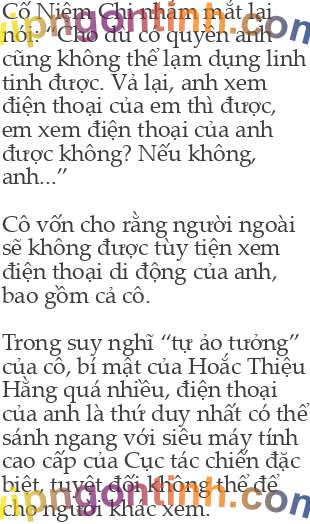 Cố Niệm Chi nhắm mắt lại
vipngontinh.com
nói: “Cho dù có quyền anh
cũng không thể lạm dụng linh
tinh được. Vả lại, anh xem
điện thoại của em thì được,
em xem điện thoại của anh
được không? Nếu không,
anh...”
Cô vốn cho rằng người ngoài
sẽ không được tùy tiện xem
điện thoại di động của anh,
bao gồm cả cô.
Trong suy nghĩ “tự ảo tưởng”
của cô, bí mật của Hoắc Thiệu
Hằng quá nhiều, điện thoại
của anh là thứ duy nhất có thể
sánh ngang với siêu máy tính
cao cấp của Cục tác chiến đặc
biệt, tuyệt đối không thể để
vipngontinh.com
cho người khác xem.